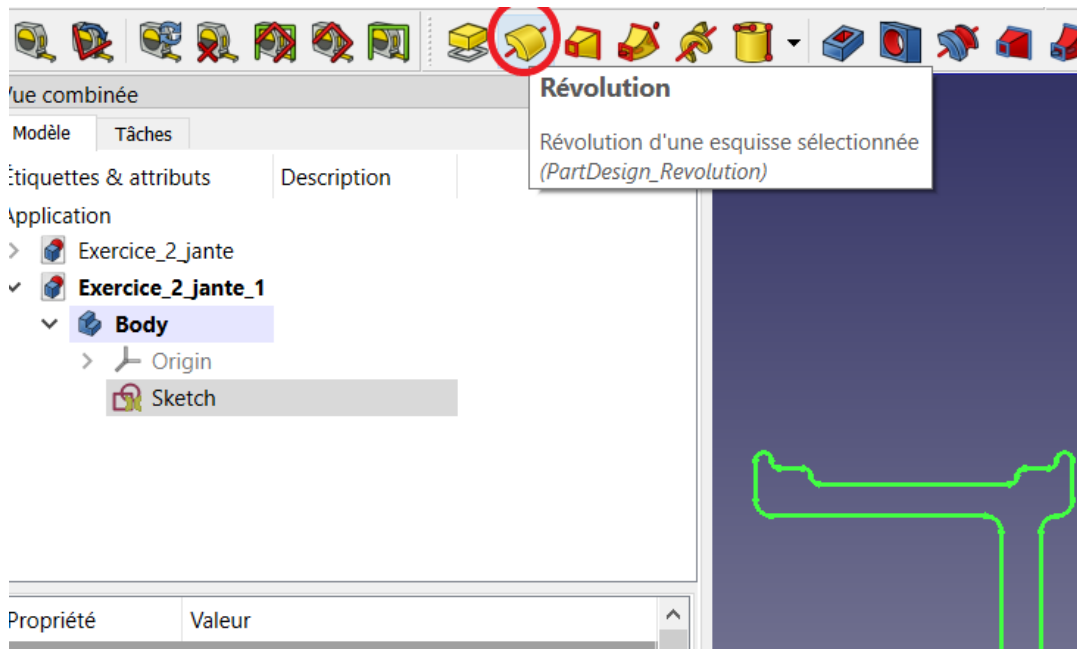 Révolution
Révolution d'une esquisse sélectionnée
(PartDesign_Revolution)
Vue combinée
Modèle Tâches
Étiquettes & attributs Description
Application
Exercice_2_jante
Exercice_2_jante_1
Body
Origin
Sketch
Propriété Valeur